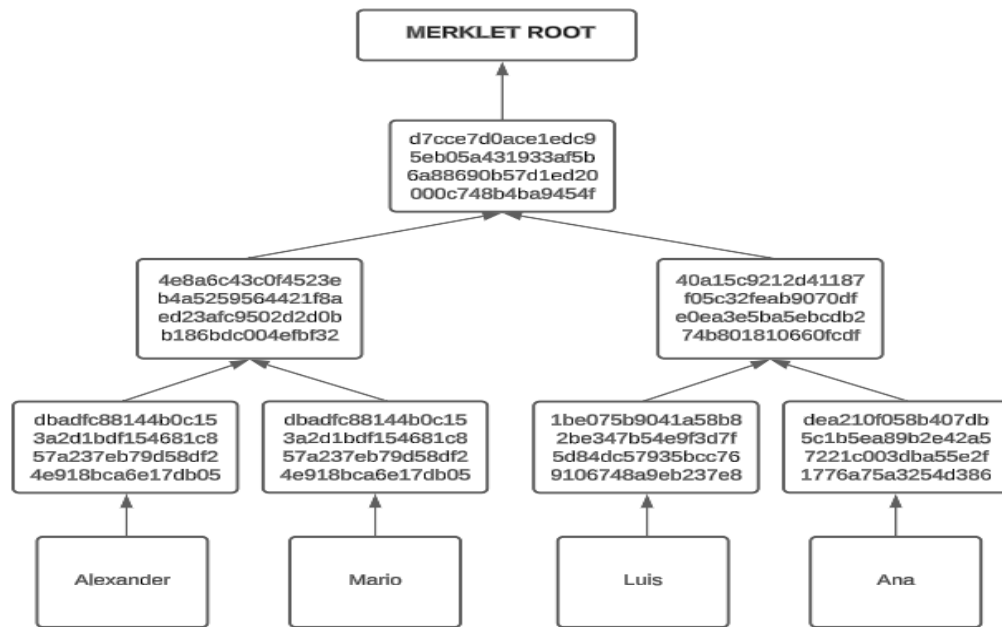 MERKLET ROOT
d7cce7d0ace1edc9
5eb05a431933af5b
6a88690b57d1ed20
000c748b4ba9454f
4e8a6c43c0f4523e
b4a5259564421f8a
ed23afc9502d2d0b
b186bdc004efbf32
40a15c9212d41187
f05c32feab9070df
e0ea3e5ba5ebcdb2
74b801810660fcdf
dbadfc88144b0c15
3a2d1bdf154681c8
57a237eb79d58df2
4e918bca6e17db05
dbadfc88144b0c15
3a2d1bdf154681c8
57a237eb79d58df2
4e918bca6e17db05
1be075b9041a58b8
2be347b54e9f3d7f
5d84dc57935bcc76
9106748a9eb237e8
dea210f058b407db
5c1b5ea89b2e42a5
7221c003dba55e2f
1776a75a3254d386
Alexander
Mario
Luis
Ana